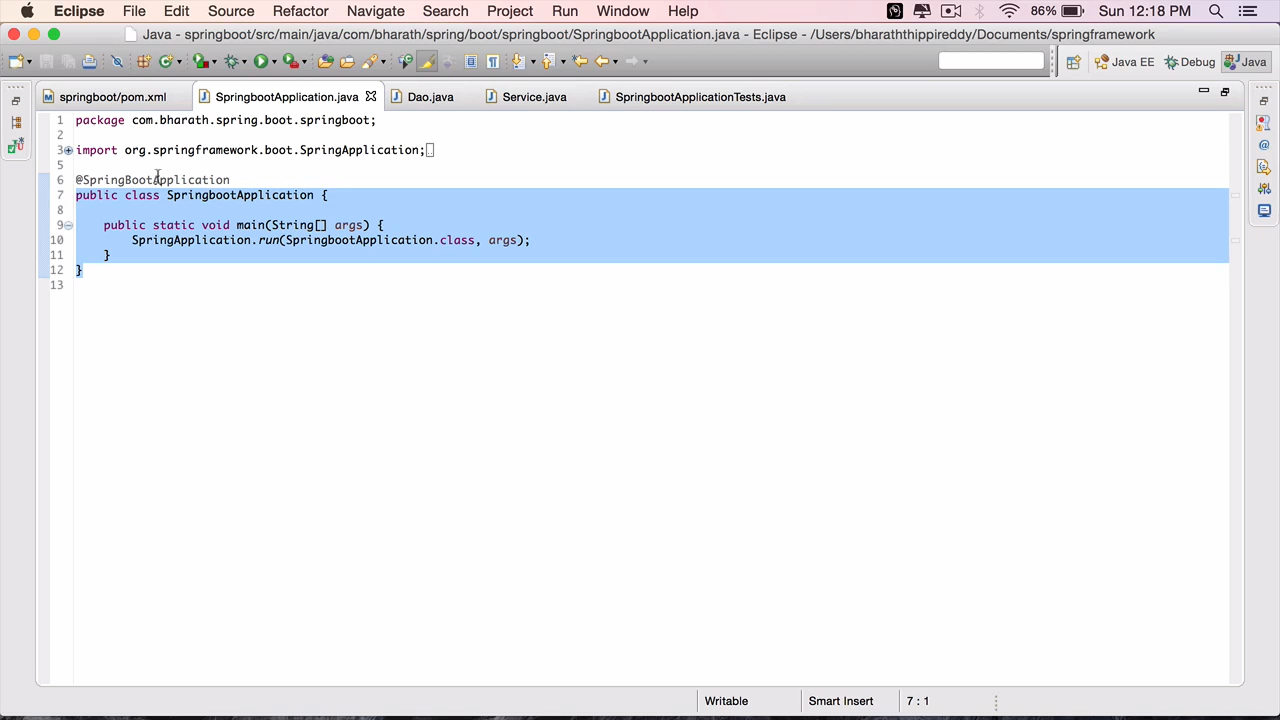 Eclipse File Edit Source Refactor Navigate Search Project Run Window Help 86% Sun 12:18 PM
Java - springboot/src/main/java/com/bharath/spring/boot/springboot/SpringbootApplication.java - Eclipse - /Users/bharaththippireddy/Documents/springframework
Java EE Debug Java
springboot/pom.xml SpringbootApplication.java Dao.java Service.java SpringbootApplicationTests.java
1 package com.bharath.spring.boot.springboot;
2
3 import org.springframework.boot.SpringApplication;
5
6 @SpringBootApplication
7 public class SpringbootApplication {
8
9 public static void main(String[] args) {
10 SpringApplication.run(SpringbootApplication.class, args);
11 }
12 }
13
Writable Smart Insert 7 : 1